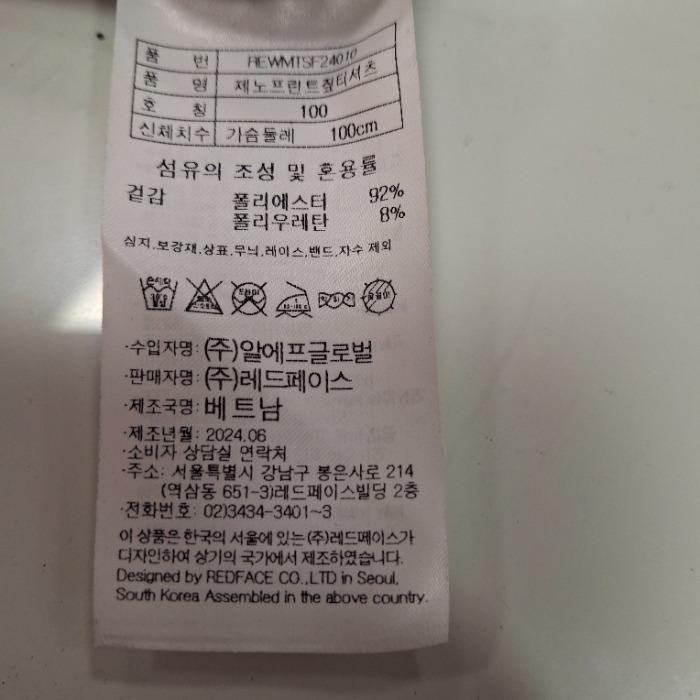 품 번 REWMTSF24010
품 명 제노프린트짚티셔츠
호 칭 100
신체치수 가슴둘레 100cm
섬유의 조성 및 혼용률
겉감 폴리에스터 92%
폴리우레탄 8%
심지,보강재,상표,무늬,레이스,밴드,자수 제외
손세탁
드라이
·수입자명: (주)알에프글로벌
·판매자명: (주)레드페이스
·제조국명: 베트남
·제조년월: 2024.06
·소비자 상담실 연락처
·주소: 서울특별시 강남구 봉은사로 214
(역삼동 651-3)레드페이스빌딩 2층
·전화번호: 02)3434-3401~3
이 상품은 한국의 서울에 있는 (주)레드페이스가
디자인하여 상기의 국가에서 제조하였습니다.
Designed by REDFACE CO.,LTD in Seoul,
South Korea Assembled in the above country.